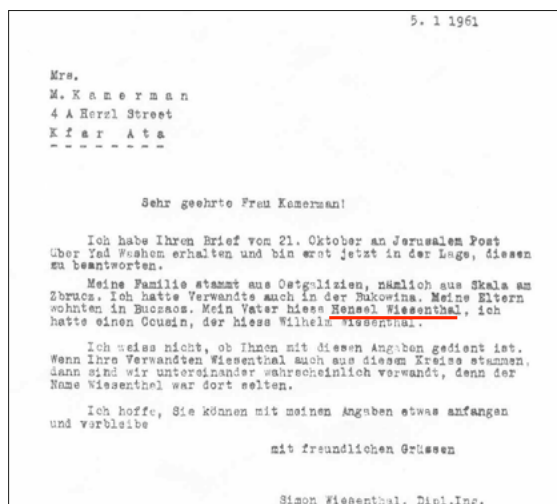 5. 1 1961
Mrs.
M. K a m e r m a n
4 A Herzl Street
K f a r   A t a
Sehr geehrte Frau Kamerman!
Ich habe Ihren Brief vom 21. Oktober an Jerusalem Post
über Yad Washem erhalten und bin erst jetzt in der Lage, diesen
zu beantworten.
Meine Familie stammt aus Ostgalizien, nämlich aus Skala am
Zbrucz. Ich hatte Verwandte auch in der Bukowina. Meine Eltern
wohnten in Buczacz. Mein Vater hiess Hensel Wiesenthal, ich
hatte einen Cousin, der hiess Wilhelm Wiesenthal.
Ich weiss nicht, ob Ihnen mit diesen Angaben gedient ist.
Wenn Ihre Verwandten Wiesenthal auch aus diesem Kreise stammen,
dann sind wir untereinander wahrscheinlich verwandt, denn der
Name Wiesenthal war dort selten.
Ich hoffe, Sie können mit meinen Angaben etwas anfangen
und verbleibe
mit freundlichen Grüssen
Simon Wiesenthal, Dipl.Ing.